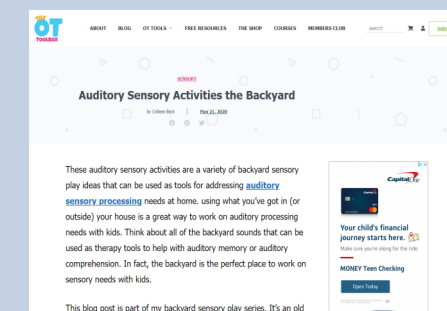 THE
OT
TOOLBOX
ABOUT BLOG OT TOOLS FREE RESOURCES THE SHOP COURSES MEMBERS CLUB search
SENSORY
Auditory Sensory Activities the Backyard
by Colleen Beck | May 21, 2020
These auditory sensory activities are a variety of backyard sensory
play ideas that can be used as tools for addressing auditory
sensory processing needs at home. using what you've got in (or
outside) your house is a great way to work on auditory processing
needs with kids. Think about all of the backyard sounds that can be
used as therapy tools to help with auditory memory or auditory
comprehension. In fact, the backyard is the perfect place to work on
sensory needs with kids.
This blog post is part of my backyard sensory play series. It's an old
Capital One
Your child's financial
journey starts here.
Make sure you're along for the ride.
MONEY Teen Checking
Open Today